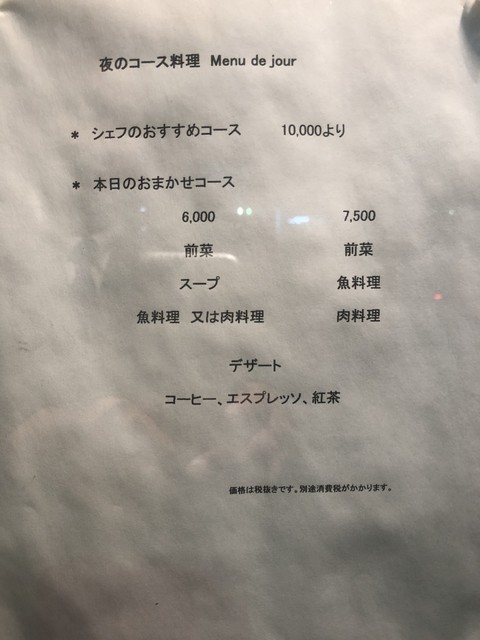 夜のコース料理 Menu de jour
* シェフのおすすめコース 10,000より
* 本日のおまかせコース
6,000 7,500
前菜 前菜
スープ 魚料理
魚料理 又は肉料理 肉料理
デザート
コーヒー、エスプレッソ、紅茶
価格は税抜きです。別途消費税がかかります。